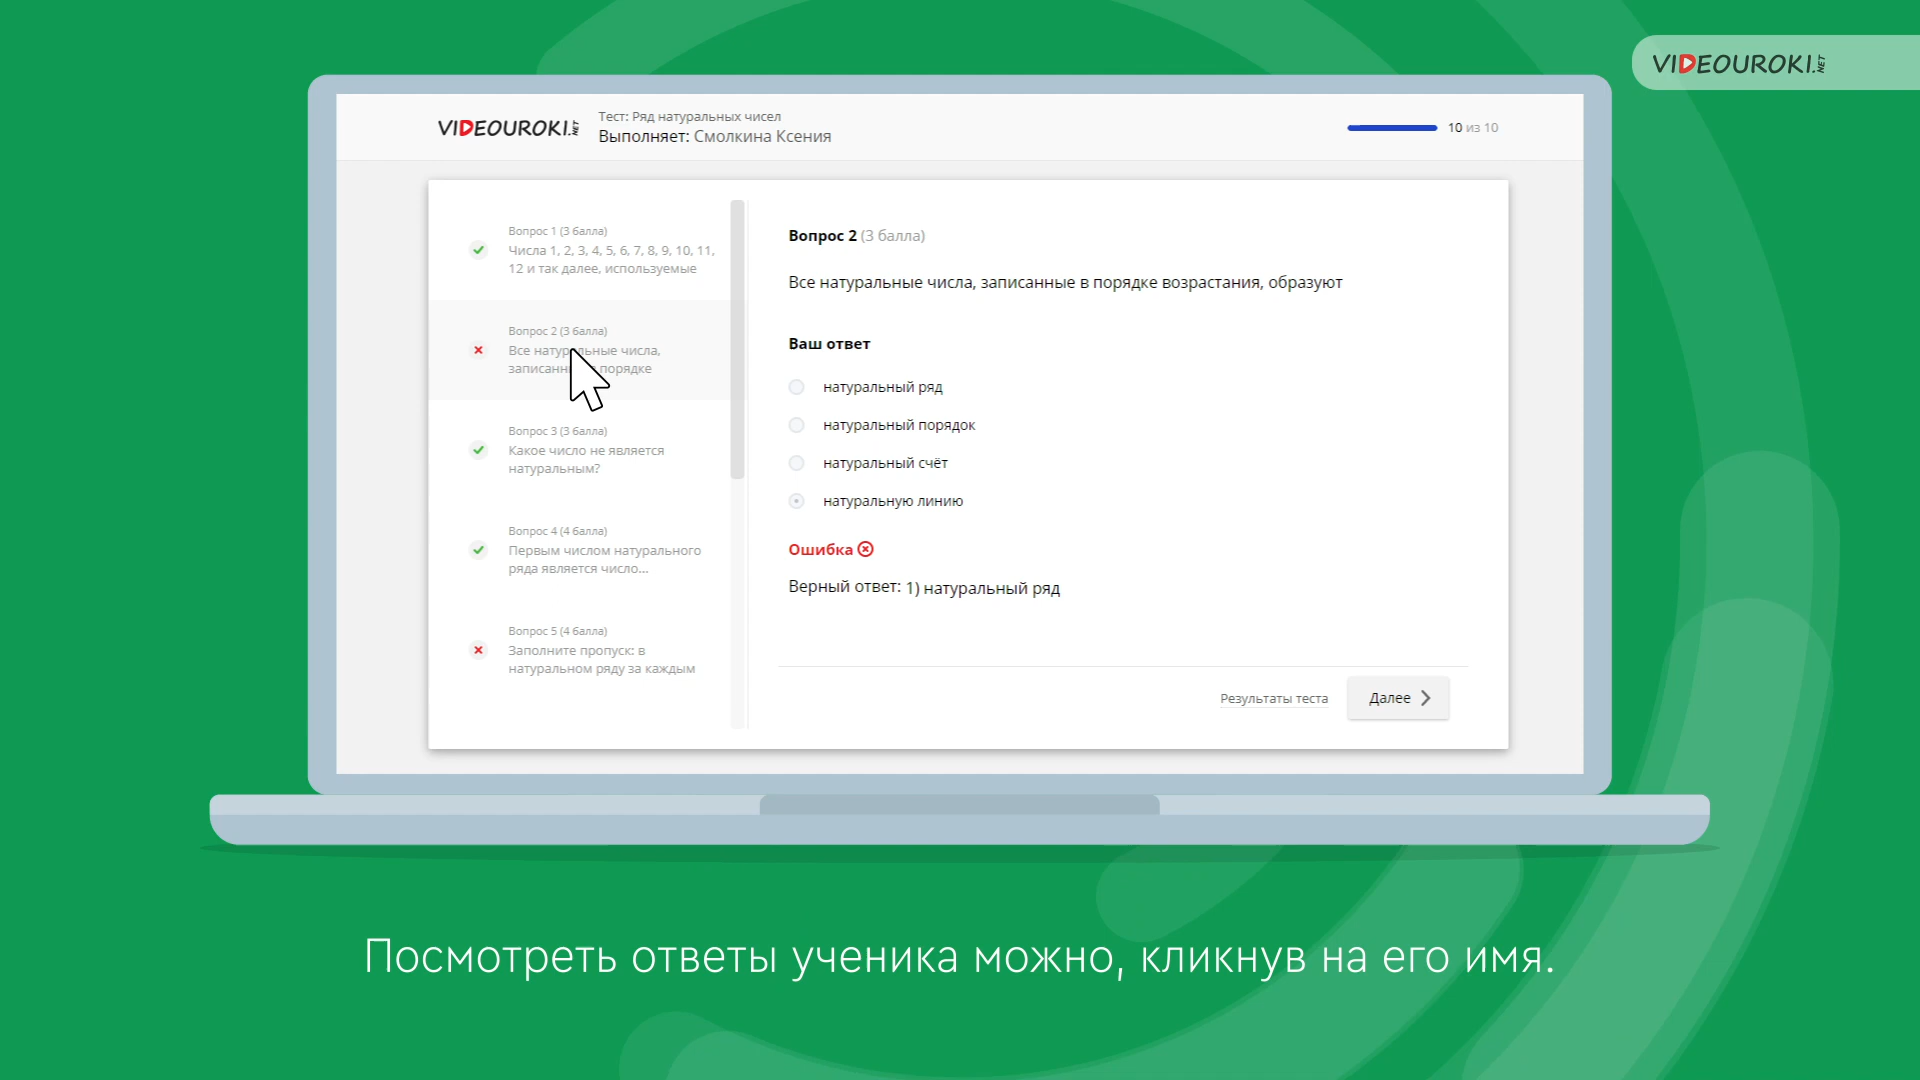 VIDEOUROKI.NET
VIDEOUROKI.NET
Тест: Ряд натуральных чисел
Выполняет: Смолкина Ксения
10 из 10
Вопрос 1 (3 балла)
Числа 1, 2, 3, 4, 5, 6, 7, 8, 9, 10, 11,
12 и так далее, используемые
Вопрос 2 (3 балла)
Все натуральные числа,
порядке
Вопрос 3 (3 балла)
Какое число не является
натуральным?
Вопрос 4 (4 балла)
Первым числом натурального
ряда является число...
Вопрос 5 (4 балла)
Заполните пропуск: в
натуральном ряду за каждым
Вопрос 2 (3 балла)
Все натуральные числа, записанные в порядке возрастания, образуют
Ваш ответ
натуральный ряд
натуральный порядок
натуральный счёт
натуральную линию
Ошибка
Верный ответ: 1) натуральный ряд
Результаты теста
Далее
Посмотреть ответы ученика можно, кликнув на его имя.